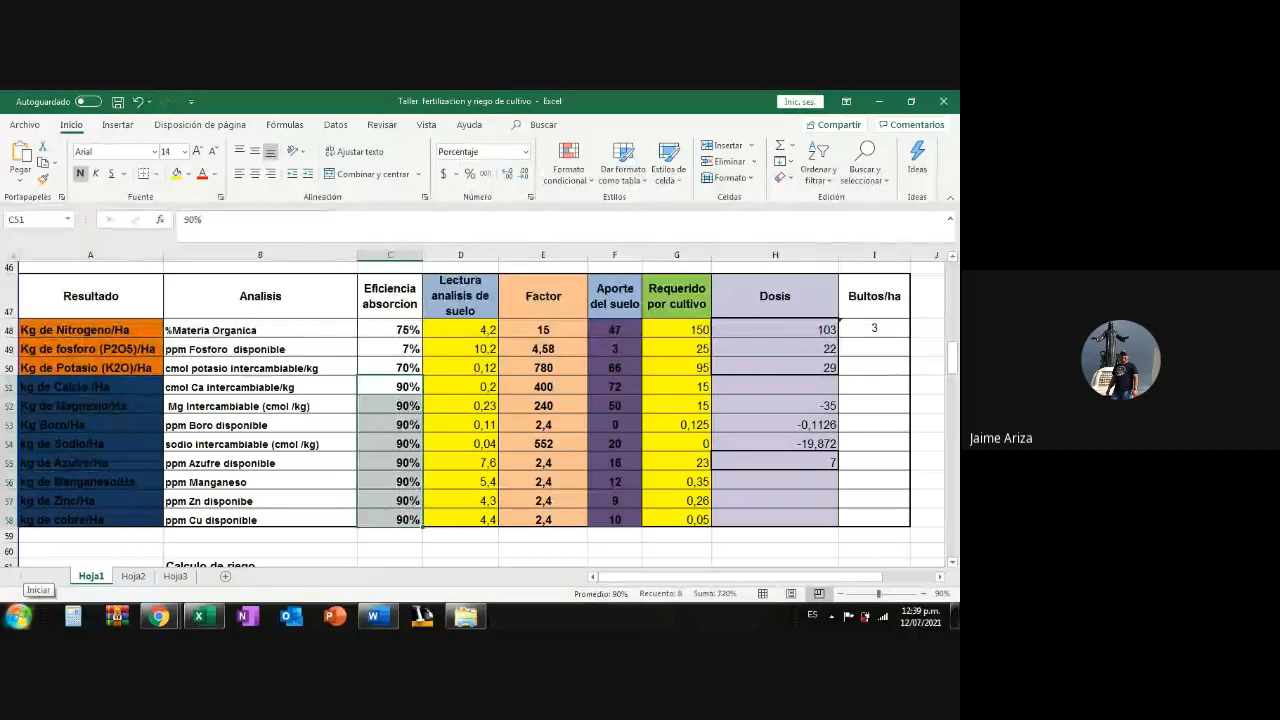 Autoguardado
Taller fertilizacion y riego de cultivo - Excel
Inic. ses.
Archivo Inicio Insertar Disposición de página Fórmulas Datos Revisar Vista Ayuda Buscar Compartir Comentarios
Pegar
Arial 14
Ajustar texto
Porcentaje
N K S
Combinar y centrar
$ % 000
Formato condicional
Dar formato como tabla
Estilos de celda
Insertar
Eliminar
Formato
Ordenar y filtrar
Buscar y seleccionar
Ideas
Portapapeles Fuente Alineación Número Estilos Celdas Edición Ideas
C51 fx 90%
A B C D E F G H I J
46
47 Resultado Analisis Eficiencia absorcion Lectura analisis de suelo Factor Aporte del suelo Requerido por cultivo Dosis Bultos/ha
48 Kg de Nitrogeno/Ha %Materia Organica 75% 4,2 15 47 150 103 3
49 Kg de fosforo (P2O5)/Ha ppm Fosforo disponible 7% 10,2 4,58 3 25 22
50 Kg de Potasio (K2O)/Ha cmol potasio intercambiable/kg 70% 0,12 780 66 95 29
51 kg de Calcio /Ha cmol Ca intercambiable/kg 90% 0,2 400 72 15
52 Kg de Magnesio/Ha Mg Intercambiable (cmol /kg) 90% 0,23 240 50 15 -35
53 Kg Boro/Ha ppm Boro disponible 90% 0,11 2,4 0 0,125 -0,1126
54 kg de Sodio/Ha sodio intercambiable (cmol /kg) 90% 0,04 552 20 0 -19,872
55 kg de Azufre/Ha ppm Azufre disponible 90% 7,6 2,4 16 23 7
56 kg de Manganeso/Ha ppm Manganeso 90% 5,4 2,4 12 0,35
57 kg de Zinc/Ha ppm Zn disponibe 90% 4,3 2,4 9 0,26
58 kg de cobre/Ha ppm Cu disponible 90% 4,4 2,4 10 0,05
59
60
61 Calculo de riego
Hoja1 Hoja2 Hoja3
Iniciar
Promedio: 90% Recuento: 8 Suma: 720% 90%
ES
12:39 p.m.
12/07/2021
Jaime Ariza